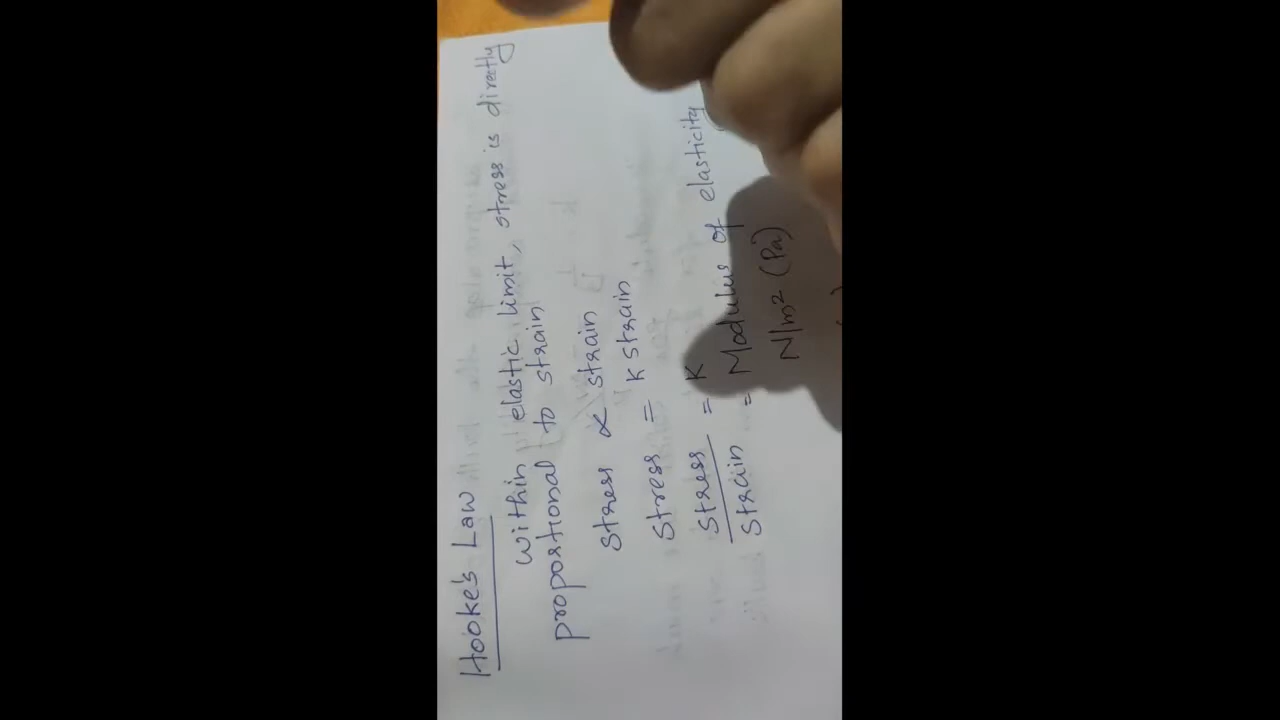 Hooke's Law
Within elastic limit, stress is directly
proportional to strain
Stress ∝ strain
Stress = K strain
Stress = K
Strain = Modulus of elasticity
N/m² (Pa)